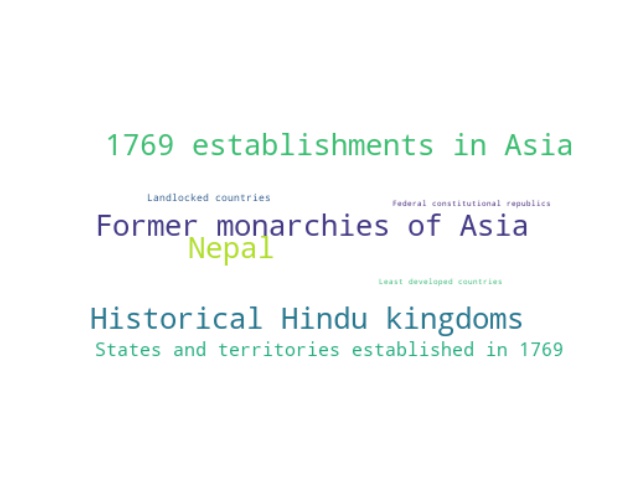 1769 establishments in Asia
Landlocked countries
Federal constitutional republics
Former monarchies of Asia
Nepal
Least developed countries
Historical Hindu kingdoms
States and territories established in 1769